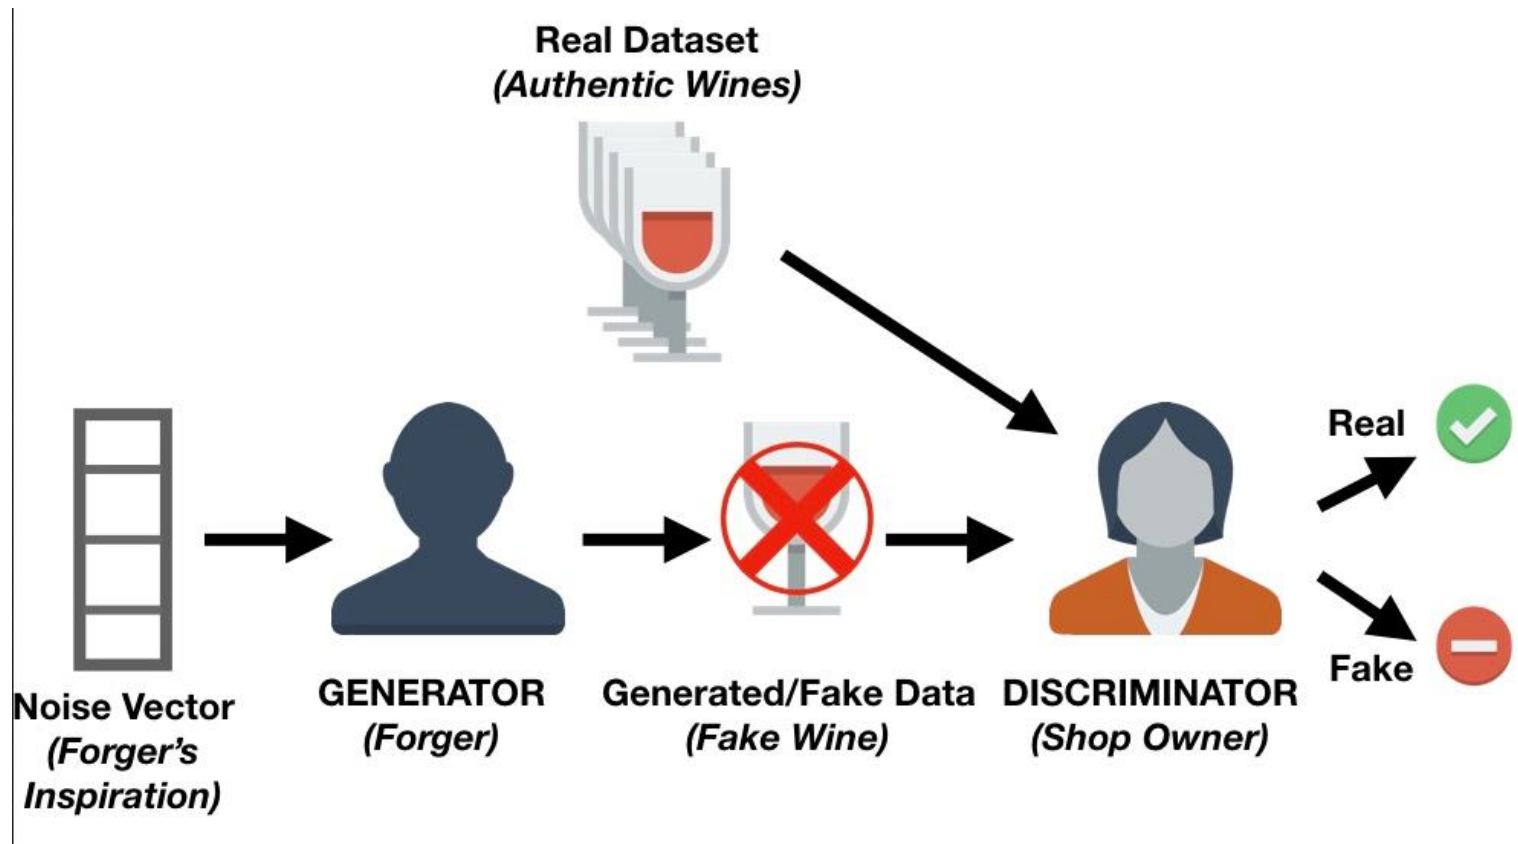 Real Dataset
(Authentic Wines)
Real
Fake
Noise Vector
(Forger's
Inspiration)
GENERATOR
(Forger)
Generated/Fake Data
(Fake Wine)
DISCRIMINATOR
(Shop Owner)